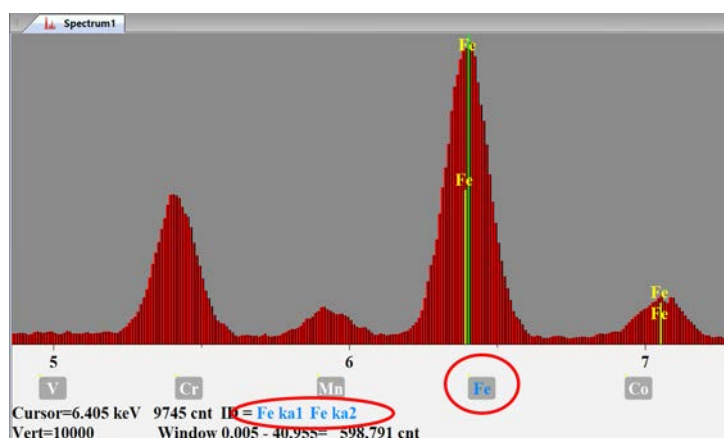 Spectrum1
Fe
Fe
Fe
Fe
5 6 7
V Cr Mn Fe Co
Cursor=6.405 keV 9745 cnt ID = Fe ka1 Fe ka2
Vert=10000 Window 0.005 - 40.955= 598,791 cnt